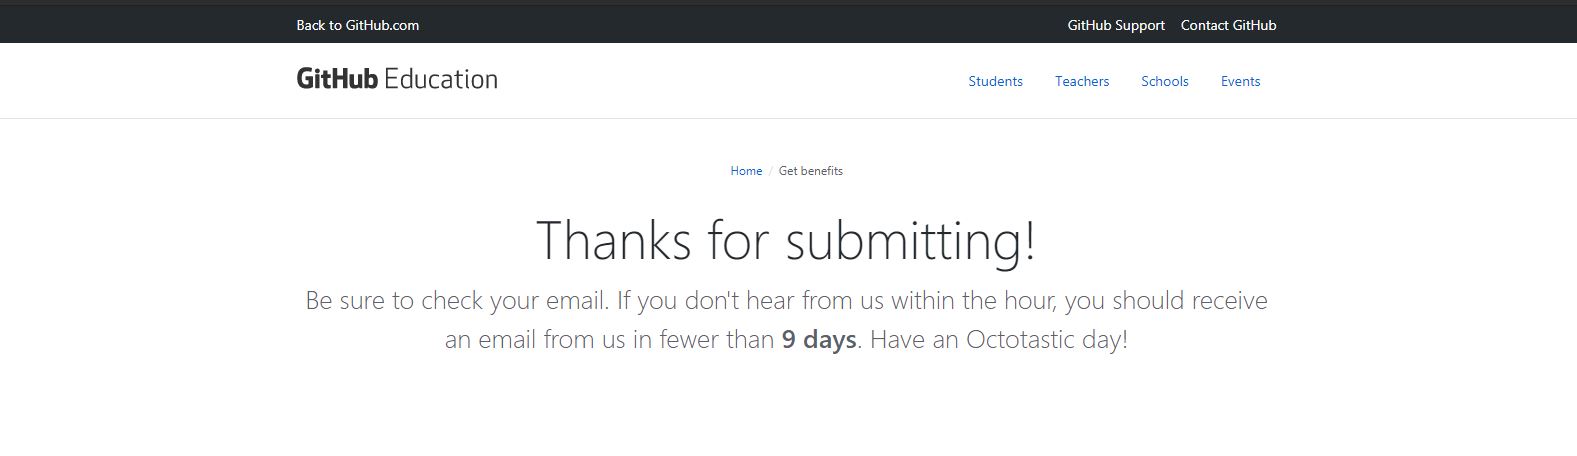 Back to GitHub.com GitHub Support Contact GitHub
GitHub Education Students Teachers Schools Events
Home / Get benefits
Thanks for submitting!
Be sure to check your email. If you don't hear from us within the hour, you should receive
an email from us in fewer than 9 days. Have an Octotastic day!